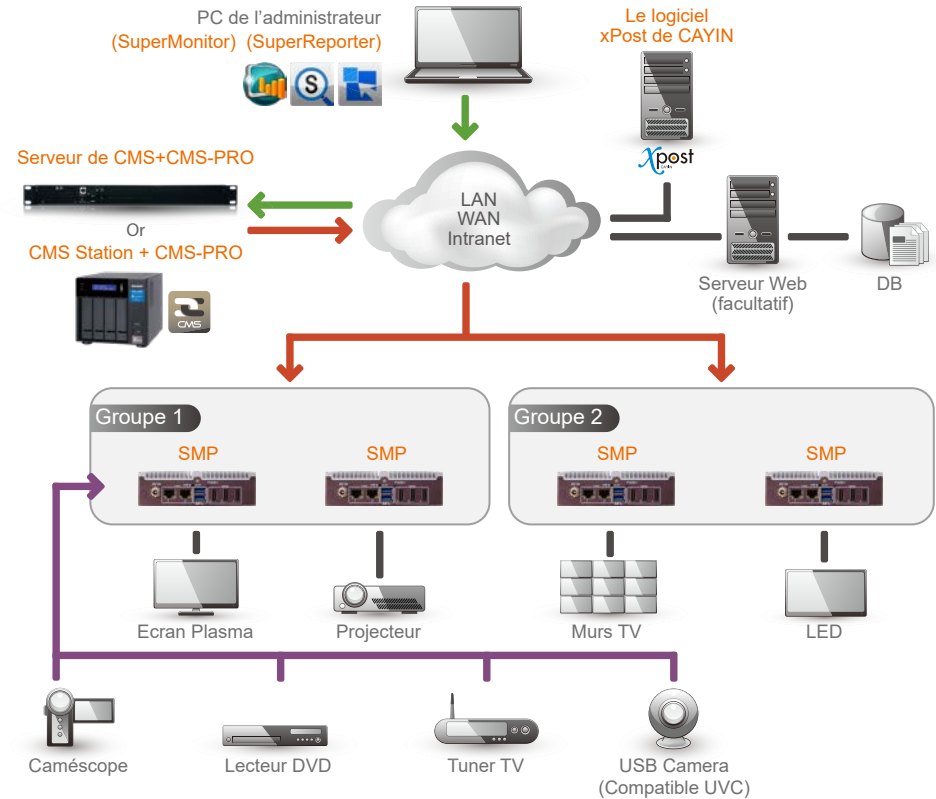 PC de l’administrateur
(SuperMonitor) (SuperReporter)
S
Le logiciel
xPost de CAYIN
Xpost
CAYIN
Serveur de CMS+CMS-PRO
Or
CMS Station + CMS-PRO
CMS
LAN
WAN
Intranet
Serveur Web
(facultatif)
DB
Groupe 1
SMP
SMP
Groupe 2
SMP
SMP
Ecran Plasma
Projecteur
Murs TV
LED
Caméscope
Lecteur DVD
Tuner TV
USB Camera
(Compatible UVC)